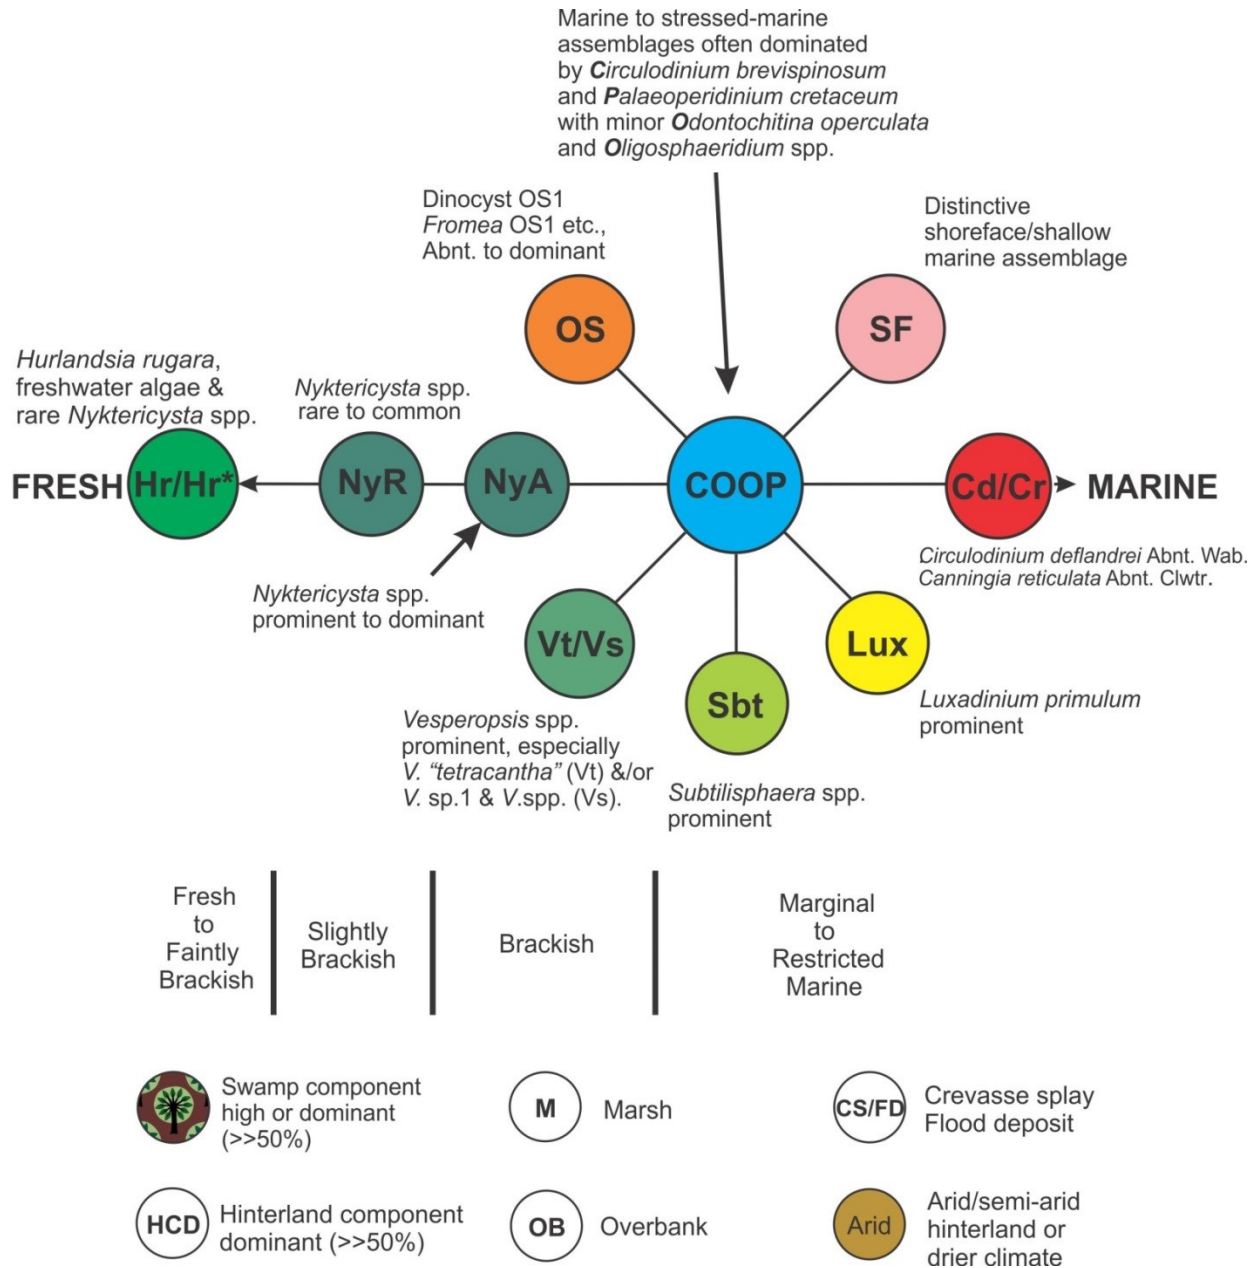 Marine to stressed-marine
assemblages often dominated
by Circulodinium brevispinosum
and Palaeoperidinium cretaceum
with minor Odontochitina operculata
and Oligosphaeridium spp.
Dinocyst OS1
Fromea OS1 etc.,
Abnt. to dominant
Distinctive
shoreface/shallow
marine assemblage
OS
SF
Hurlandsia rugara,
freshwater algae &
rare Nyktericysta spp.
Nyktericysta spp.
rare to common
FRESH
Hr/Hr*
NyR
NyA
COOP
Cd/Cr
MARINE
Circulodinium deflandrei Abnt. Wab.
Canningia reticulata Abnt. Clwtr.
Nyktericysta spp.
prominent to dominant
Vt/Vs
Sbt
Lux
Vesperopsis spp.
prominent, especially
V. “tetracantha” (Vt) &/or
V. sp.1 & V.spp. (Vs).
Subtilisphaera spp.
prominent
Luxadinium primulum
prominent
Fresh
to
Faintly
Brackish
Slightly
Brackish
Brackish
Marginal
to
Restricted
Marine
Swamp component
high or dominant
(>>50%)
M
Marsh
CS/FD
Crevasse splay
Flood deposit
HCD
Hinterland component
dominant (>>50%)
OB
Overbank
Arid
Arid/semi-arid
hinterland or
drier climate